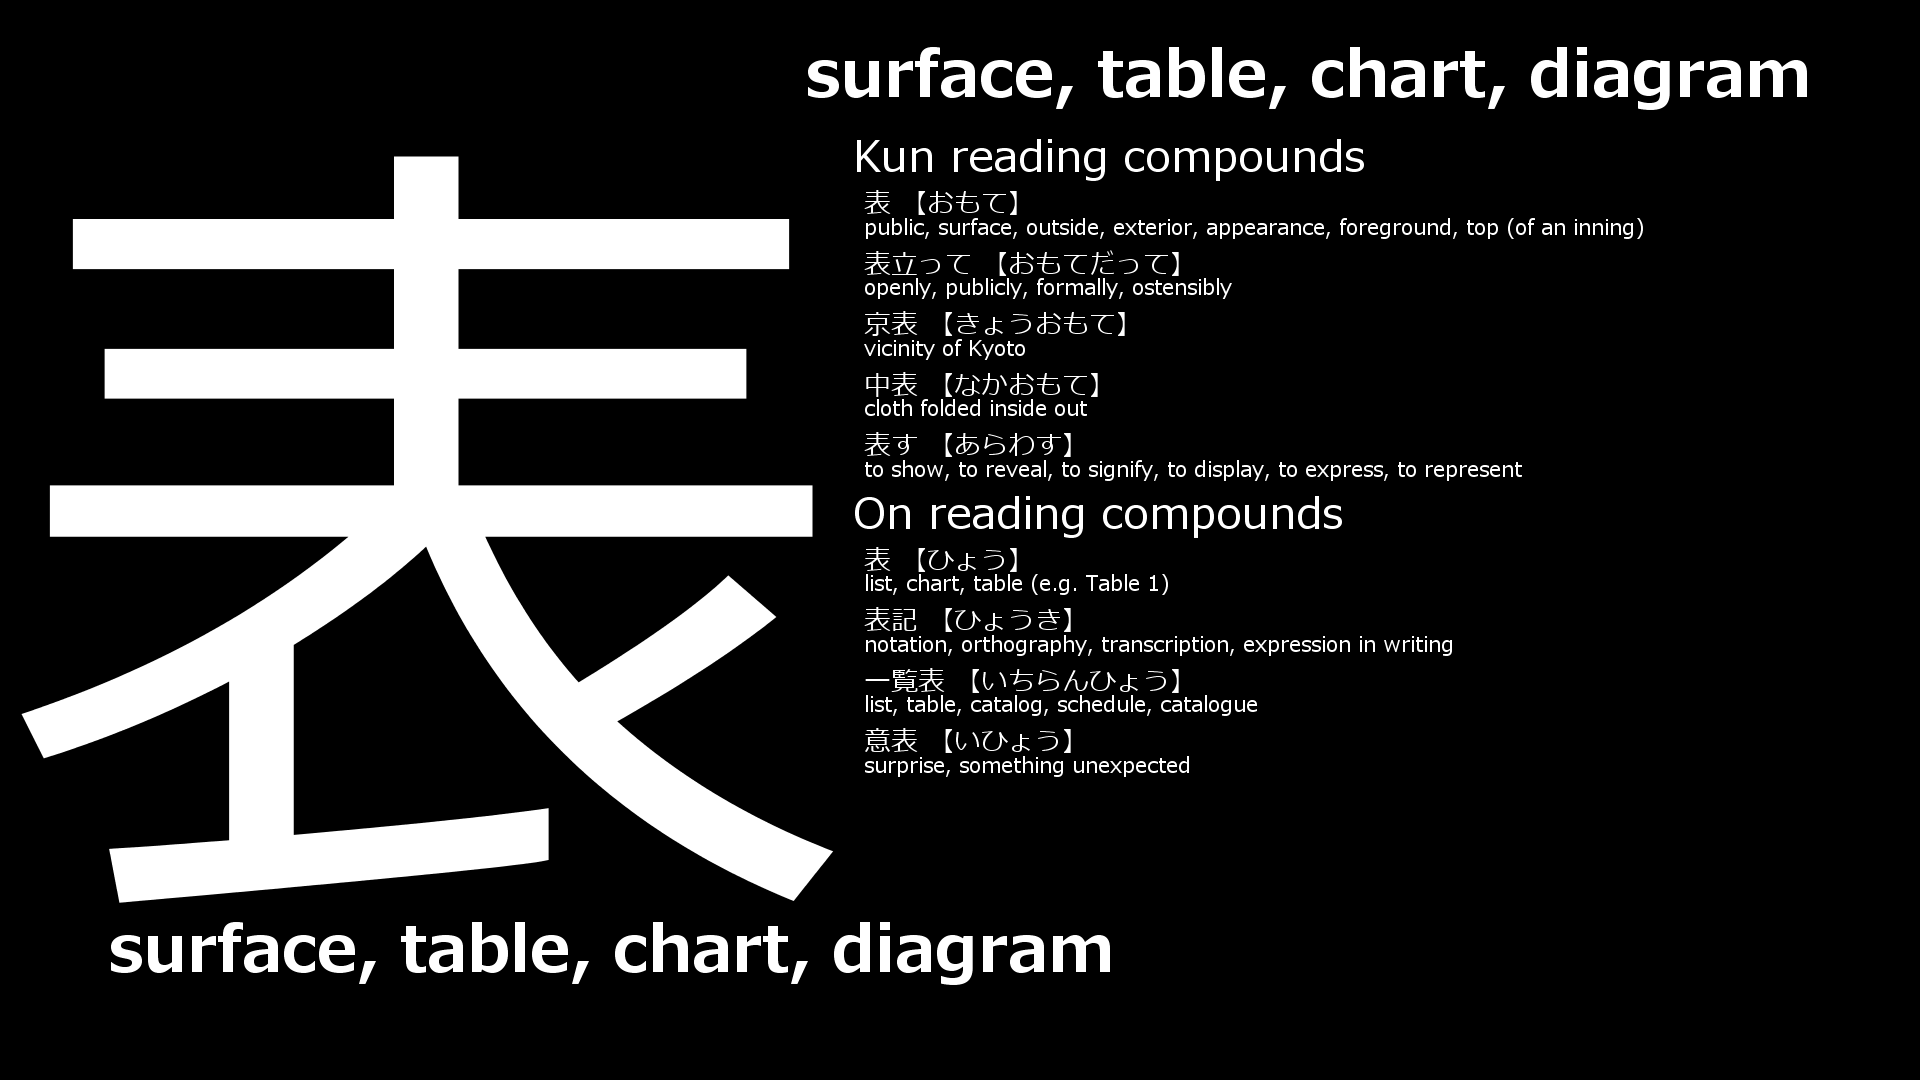 表
surface, table, chart, diagram
Kun reading compounds
表 【おもて】
public, surface, outside, exterior, appearance, foreground, top (of an inning)
表立って 【おもてだって】
openly, publicly, formally, ostensibly
京表 【きょうおもて】
vicinity of Kyoto
中表 【なかおもて】
cloth folded inside out
表す 【あらわす】
to show, to reveal, to signify, to display, to express, to represent
On reading compounds
表 【ひょう】
list, chart, table (e.g. Table 1)
表記 【ひょうき】
notation, orthography, transcription, expression in writing
一覧表 【いちらんひょう】
list, table, catalog, schedule, catalogue
意表 【いひょう】
surprise, something unexpected
surface, table, chart, diagram